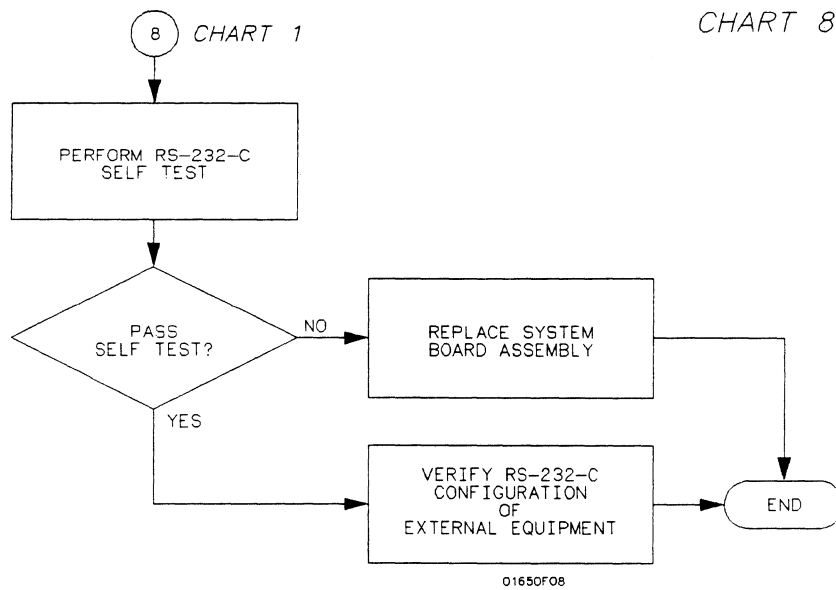 8 CHART 1
CHART 8
PERFORM RS-232-C
SELF TEST
PASS
SELF TEST?
NO
REPLACE SYSTEM
BOARD ASSEMBLY
YES
VERIFY RS-232-C
CONFIGURATION
OF
EXTERNAL EQUIPMENT
END
01650F08